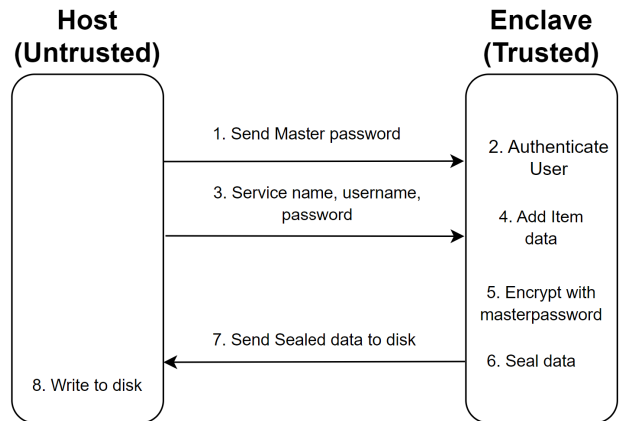 Host
(Untrusted)
Enclave
(Trusted)
1. Send Master password
2. Authenticate
User
3. Service name, username,
password
4. Add Item
data
5. Encrypt with
masterpassword
6. Seal data
7. Send Sealed data to disk
8. Write to disk